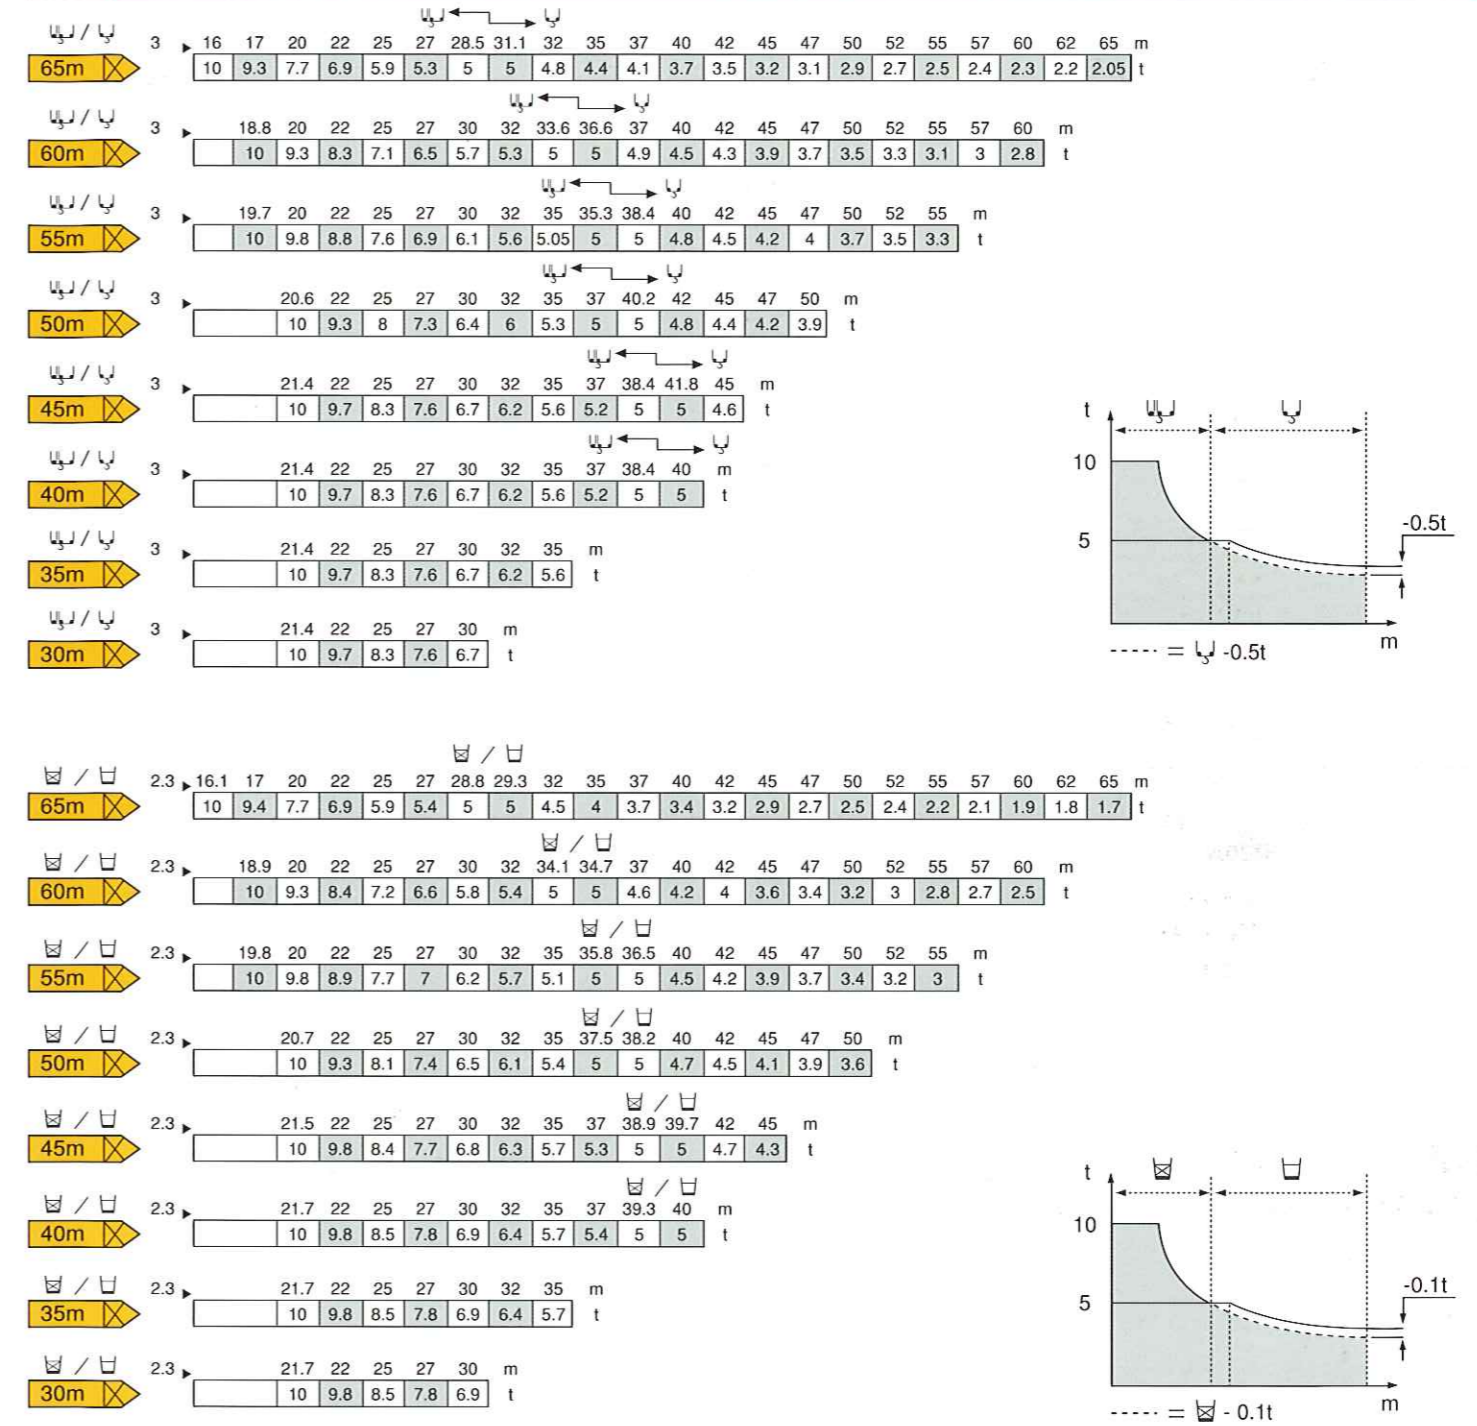 3 ▶ 16 17 20 22 25 27 28.5 31.1 32 35 37 40 42 45 47 50 52 55 57 60 62 65 m
65m 10 9.3 7.7 6.9 5.9 5.3 5 5 4.8 4.4 4.1 3.7 3.5 3.2 3.1 2.9 2.7 2.5 2.4 2.3 2.2 2.05 t
3 ▶ 18.8 20 22 25 27 30 32 33.6 36.6 37 40 42 45 47 50 52 55 57 60 m
60m 10 9.3 8.3 7.1 6.5 5.7 5.3 5 5 4.9 4.5 4.3 3.9 3.7 3.5 3.3 3.1 3 2.8 t
3 ▶ 19.7 20 22 25 27 30 32 35 35.3 38.4 40 42 45 47 50 52 55 m
55m 10 9.8 8.8 7.6 6.9 6.1 5.6 5.05 5 5 4.8 4.5 4.2 4 3.7 3.5 3.3 t
3 ▶ 20.6 22 25 27 30 32 35 37 40.2 42 45 47 50 m
50m 10 9.3 8 7.3 6.4 6 5.3 5 5 4.8 4.4 4.2 3.9 t
3 ▶ 21.4 22 25 27 30 32 35 37 38.4 41.8 45 m
45m 10 9.7 8.3 7.6 6.7 6.2 5.6 5.2 5 5 4.6 t
3 ▶ 21.4 22 25 27 30 32 35 37 38.4 40 m
40m 10 9.7 8.3 7.6 6.7 6.2 5.6 5.2 5 5 t
3 ▶ 21.4 22 25 27 30 32 35 m
35m 10 9.7 8.3 7.6 6.7 6.2 5.6 t
3 ▶ 21.4 22 25 27 30 m
30m 10 9.7 8.3 7.6 6.7 t
t
10
5
-0.5t
m
----- = -0.5t
2.3 ▶ 16.1 17 20 22 25 27 28.8 29.3 32 35 37 40 42 45 47 50 52 55 57 60 62 65 m
65m 10 9.4 7.7 6.9 5.9 5.4 5 5 4.5 4 3.7 3.4 3.2 2.9 2.7 2.5 2.4 2.2 2.1 1.9 1.8 1.7 t
2.3 ▶ 18.9 20 22 25 27 30 32 34.1 34.7 37 40 42 45 47 50 52 55 57 60 m
60m 10 9.3 8.4 7.2 6.6 5.8 5.4 5 5 4.6 4.2 4 3.6 3.4 3.2 3 2.8 2.7 2.5 t
2.3 ▶ 19.8 20 22 25 27 30 32 35 35.8 36.5 40 42 45 47 50 52 55 m
55m 10 9.8 8.9 7.7 7 6.2 5.7 5.1 5 5 4.5 4.2 3.9 3.7 3.4 3.2 3 t
2.3 ▶ 20.7 22 25 27 30 32 35 37.5 38.2 40 42 45 47 50 m
50m 10 9.3 8.1 7.4 6.5 6.1 5.4 5 5 4.7 4.5 4.1 3.9 3.6 t
2.3 ▶ 21.5 22 25 27 30 32 35 37 38.9 39.7 42 45 m
45m 10 9.8 8.4 7.7 6.8 6.3 5.7 5.3 5 5 4.7 4.3 t
2.3 ▶ 21.7 22 25 27 30 32 35 37 39.3 40 m
40m 10 9.8 8.5 7.8 6.9 6.4 5.7 5.4 5 5 t
2.3 ▶ 21.7 22 25 27 30 32 35 m
35m 10 9.8 8.5 7.8 6.9 6.4 5.7 t
2.3 ▶ 21.7 22 25 27 30 m
30m 10 9.8 8.5 7.8 6.9 t
t
10
5
-0.1t
m
----- = - 0.1t